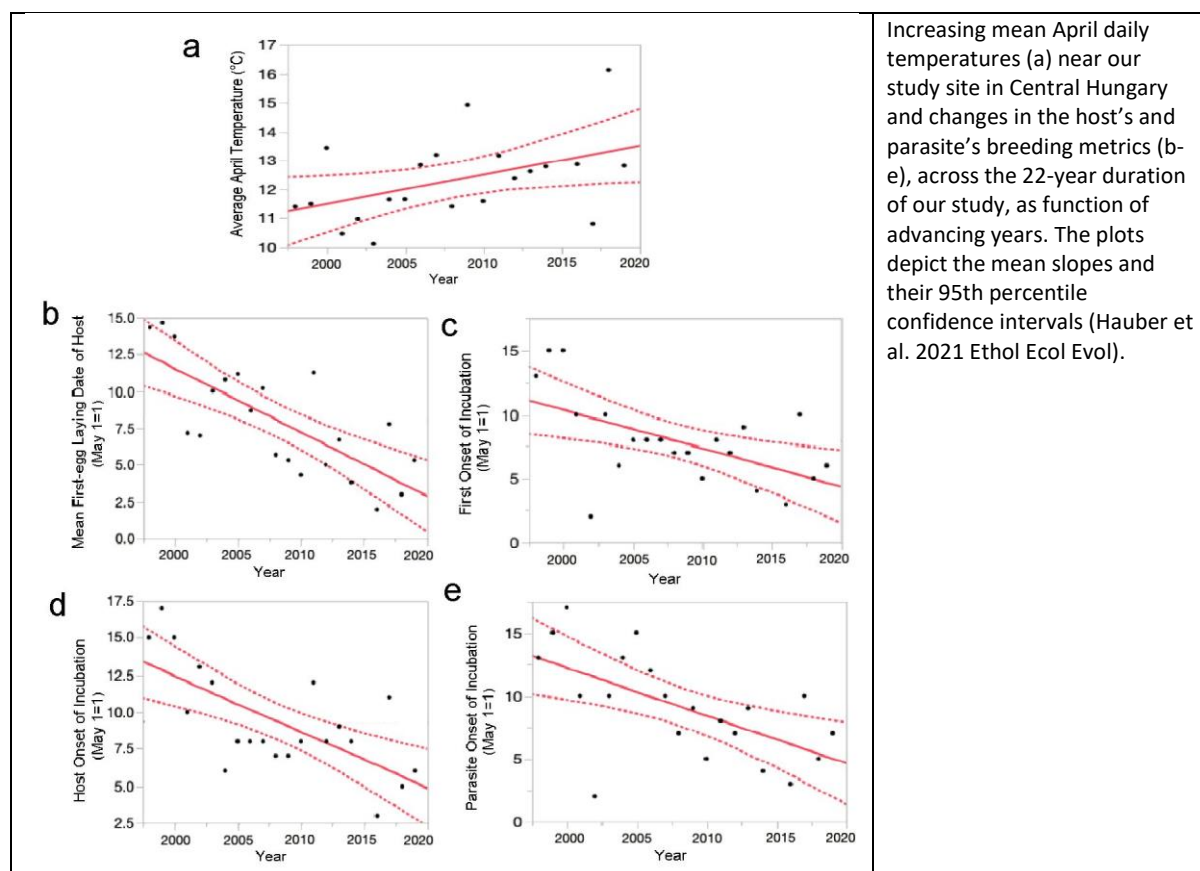 a
17
16
15
14
13
12
11
10
Average April Temperature (°C)
2000 2005 2010 2015 2020
Year
b
15.0
12.5
10.0
7.5
5.0
2.5
0.0
Mean First-egg Laying Date of Host
(May 1=1)
2000 2005 2010 2015 2020
Year
c
15
10
5
0
First Onset of Incubation
(May 1=1)
2000 2005 2010 2015 2020
Year
d
17.5
15.0
12.5
10.0
7.5
5.0
2.5
Host Onset of Incubation
(May 1=1)
2000 2005 2010 2015 2020
Year
e
15
10
5
0
Parasite Onset of Incubation
(May 1=1)
2000 2005 2010 2015 2020
Year
Increasing mean April daily
temperatures (a) near our
study site in Central Hungary
and changes in the host’s and
parasite’s breeding metrics (b-
e), across the 22-year duration
of our study, as function of
advancing years. The plots
depict the mean slopes and
their 95th percentile
confidence intervals (Hauber et
al. 2021 Ethol Ecol Evol).